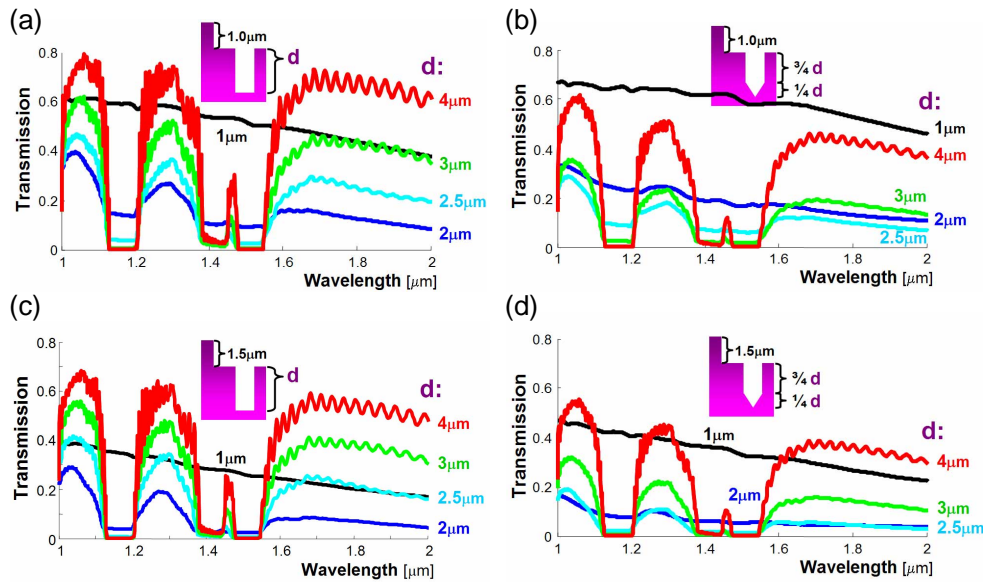 (a)
0.8
0.6
0.4
0.2
0
Transmission
1.0μm
d
d:
4μm
1μm
3μm
2.5μm
2μm
1
1.2
1.4
1.6
1.8
2
Wavelength [μm]
(b)
0.8
0.6
0.4
0.2
0
Transmission
1.0μm
¾ d
¼ d
d:
1μm
4μm
3μm
2μm
2.5μm
1
1.2
1.4
1.6
1.8
2
Wavelength [μm]
(c)
0.8
0.6
0.4
0.2
0
Transmission
1.5μm
d
d:
4μm
1μm
3μm
2.5μm
2μm
1
1.2
1.4
1.6
1.8
2
Wavelength [μm]
(d)
0.8
0.6
0.4
0.2
0
Transmission
1.5μm
¾ d
¼ d
d:
1μm
4μm
2μm
3μm
2.5μm
1
1.2
1.4
1.6
1.8
2
Wavelength [μm]